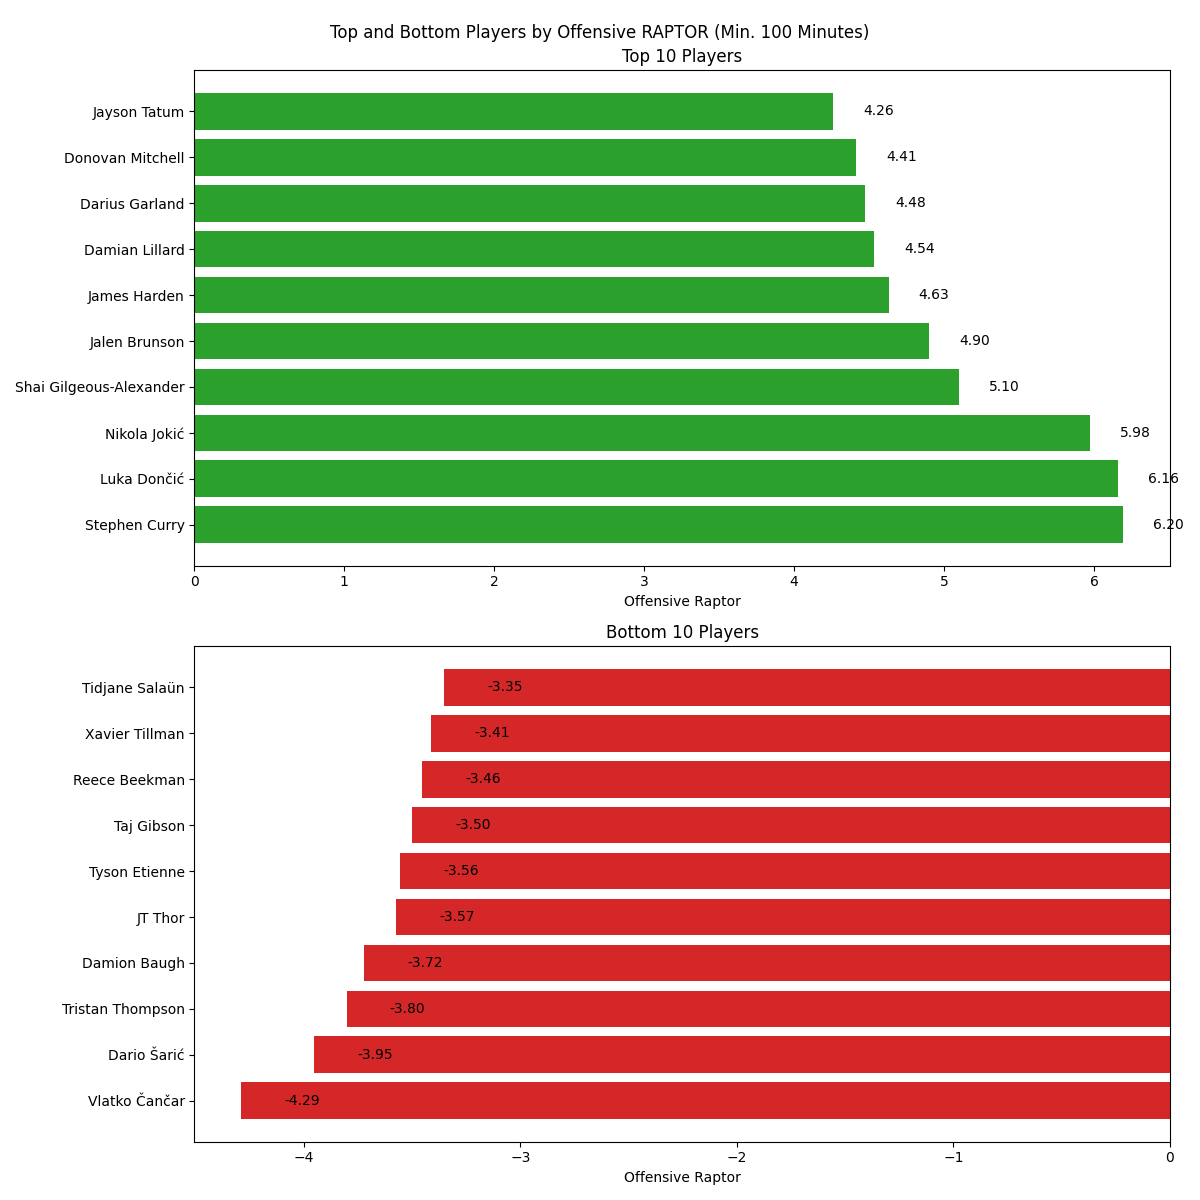 Top and Bottom Players by Offensive RAPTOR (Min. 100 Minutes)
Top 10 Players
Jayson Tatum 4.26
Donovan Mitchell 4.41
Darius Garland 4.48
Damian Lillard 4.54
James Harden 4.63
Jalen Brunson 4.90
Shai Gilgeous-Alexander 5.10
Nikola Jokić 5.98
Luka Dončić 6.16
Stephen Curry 6.20
0 1 2 3 4 5 6
Offensive Raptor
Bottom 10 Players
Tidjane Salaün -3.35
Xavier Tillman -3.41
Reece Beekman -3.46
Taj Gibson -3.50
Tyson Etienne -3.56
JT Thor -3.57
Damion Baugh -3.72
Tristan Thompson -3.80
Dario Šarić -3.95
Vlatko Čančar -4.29
−4 −3 −2 −1 0
Offensive Raptor